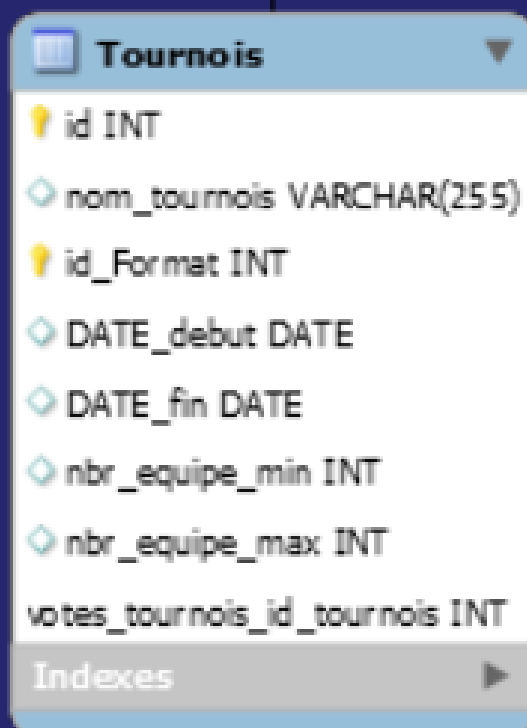 Tournois
id INT
nom_tournois VARCHAR(255)
id_Format INT
DATE_debut DATE
DATE_fin DATE
nbr_equipe_min INT
nbr_equipe_max INT
votes_tournois_id_tournois INT
Indexes